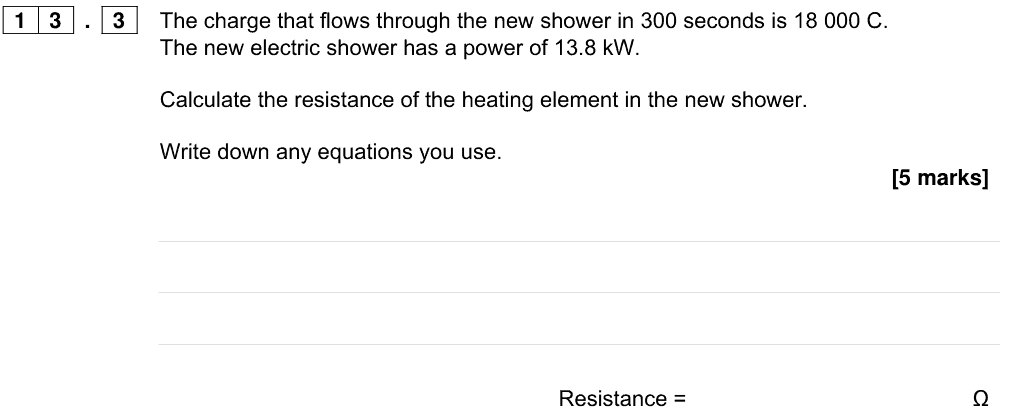 13.3 The charge that flows through the new shower in 300 seconds is 18 000 C.
The new electric shower has a power of 13.8 kW.
Calculate the resistance of the heating element in the new shower.
Write down any equations you use.
[5 marks]
Resistance = Ω